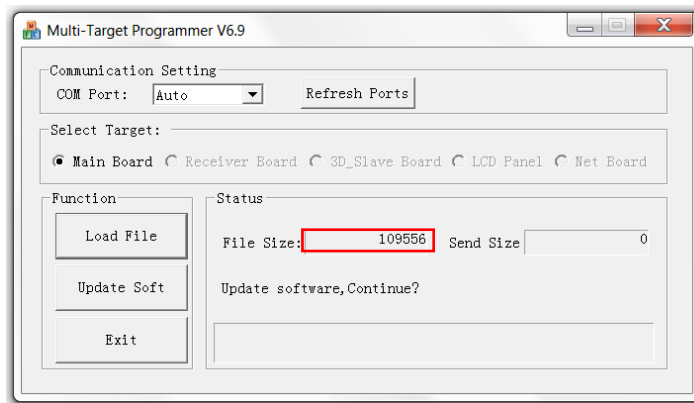 Multi-Target Programmer V6.9
Communication Setting
COM Port: Auto Refresh Ports
Select Target:
Main Board Receiver Board 3D_Slave Board LCD Panel Net Board
Function
Status
Load File
File Size: 109556 Send Size 0
Update Soft
Update software,Continue?
Exit